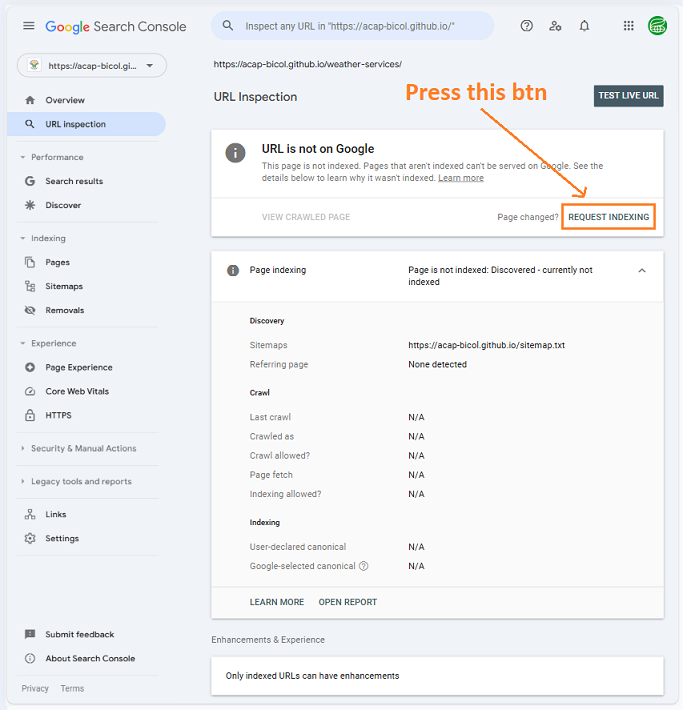 Google Search Console
Inspect any URL in "https://acap-bicol.github.io/"
https://acap-bicol.gi...
Overview
URL inspection
Performance
Search results
Discover
Indexing
Pages
Sitemaps
Removals
Experience
Page Experience
Core Web Vitals
HTTPS
Security & Manual Actions
Legacy tools and reports
Links
Settings
Submit feedback
About Search Console
Privacy Terms
https://acap-bicol.github.io/weather-services/
URL Inspection
Press this btn
TEST LIVE URL
URL is not on Google
This page is not indexed. Pages that aren't indexed can't be served on Google. See the
details below to learn why it wasn't indexed. Learn more
VIEW CRAWLED PAGE
Page changed? REQUEST INDEXING
Page indexing
Page is not indexed: Discovered - currently not
indexed
Discovery
Sitemaps https://acap-bicol.github.io/sitemap.txt
Referring page None detected
Crawl
Last crawl N/A
Crawled as N/A
Crawl allowed? N/A
Page fetch N/A
Indexing allowed? N/A
Indexing
User-declared canonical N/A
Google-selected canonical N/A
LEARN MORE OPEN REPORT
Enhancements & Experience
Only indexed URLs can have enhancements